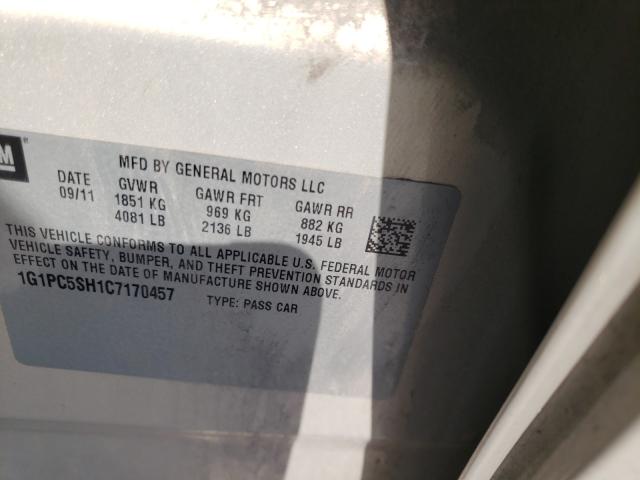 M ®
MFD BY GENERAL MOTORS LLC
DATE GVWR GAWR FRT GAWR RR
09/11 1851 KG 969 KG 882 KG
4081 LB 2136 LB 1945 LB
THIS VEHICLE CONFORMS TO ALL APPLICABLE U.S. FEDERAL MOTOR
VEHICLE SAFETY, BUMPER, AND THEFT PREVENTION STANDARDS IN
EFFECT ON THE DATE OF MANUFACTURE SHOWN ABOVE.
1G1PC5SH1C7170457 TYPE: PASS CAR